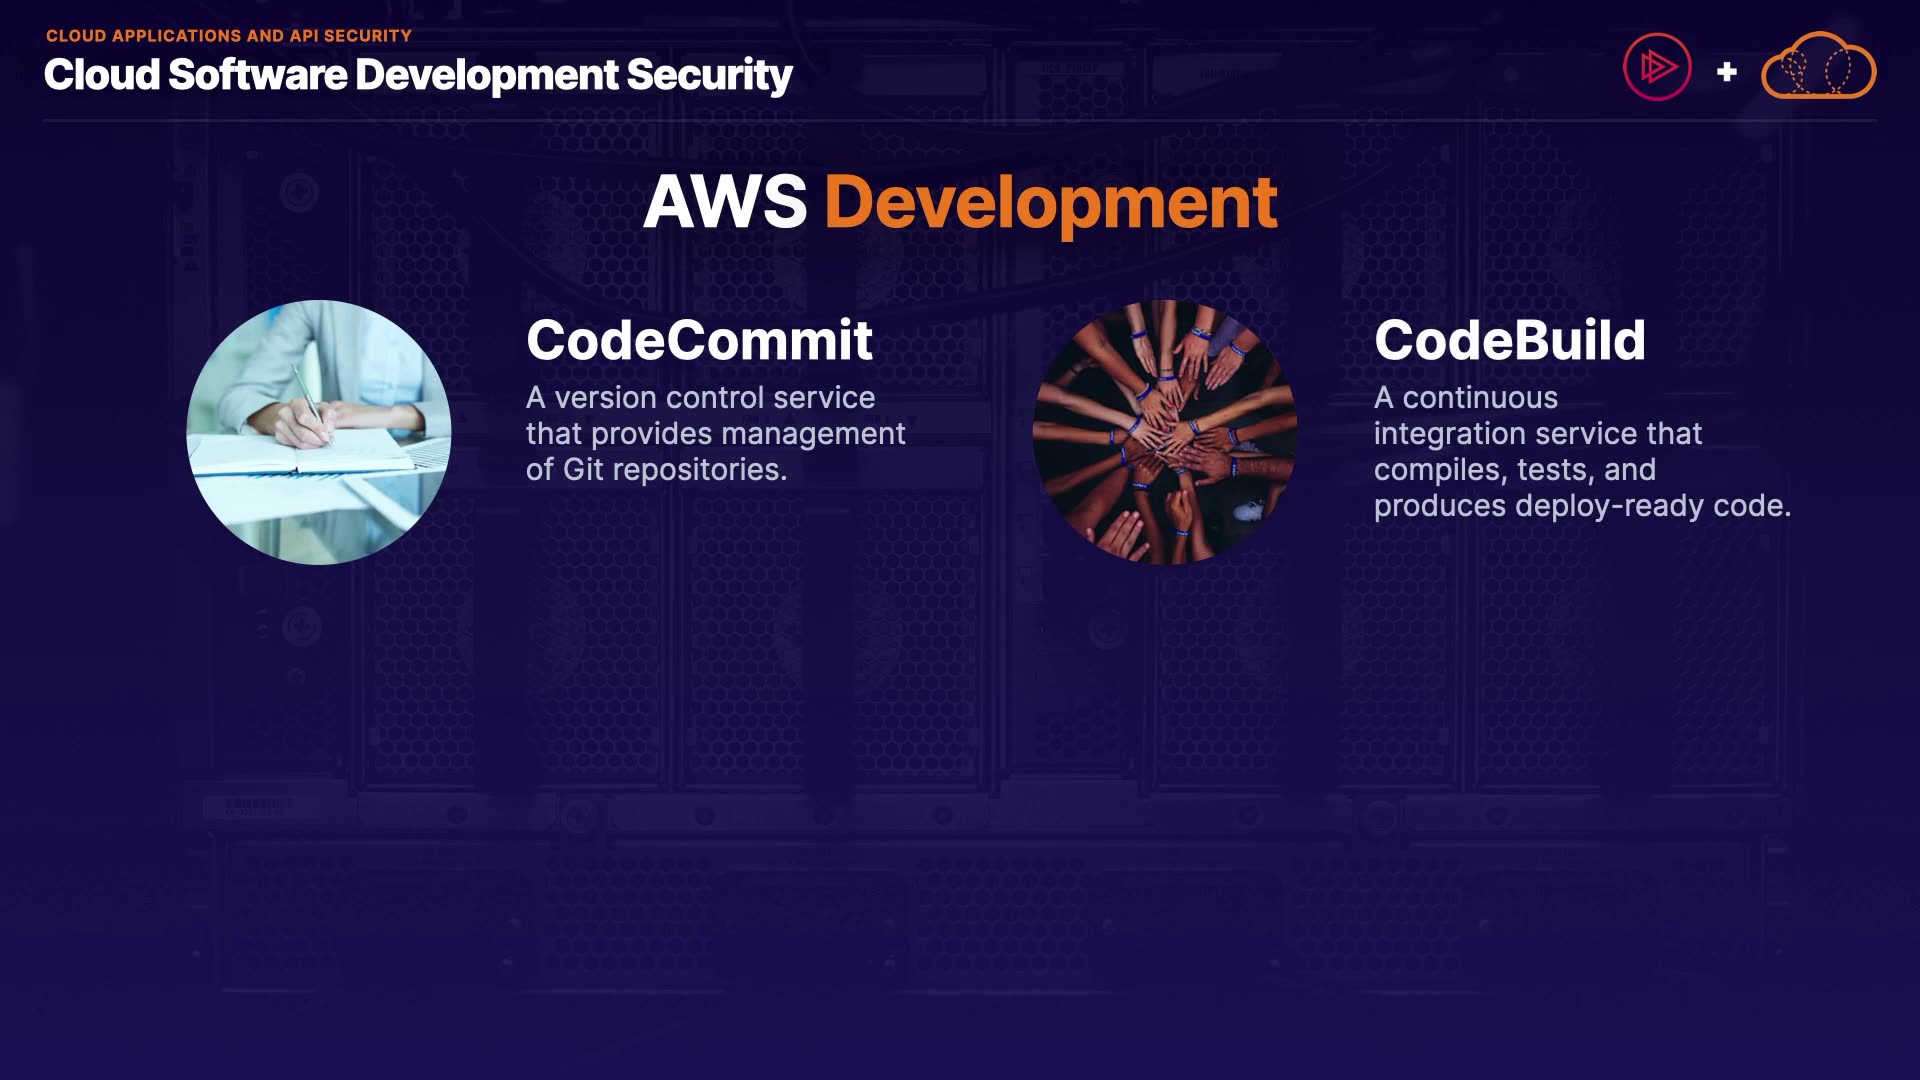 CLOUD APPLICATIONS AND API SECURITY
Cloud Software Development Security
AWS Development
CodeCommit
A version control service
that provides management
of Git repositories.
CodeBuild
A continuous
integration service that
compiles, tests, and
produces deploy-ready code.